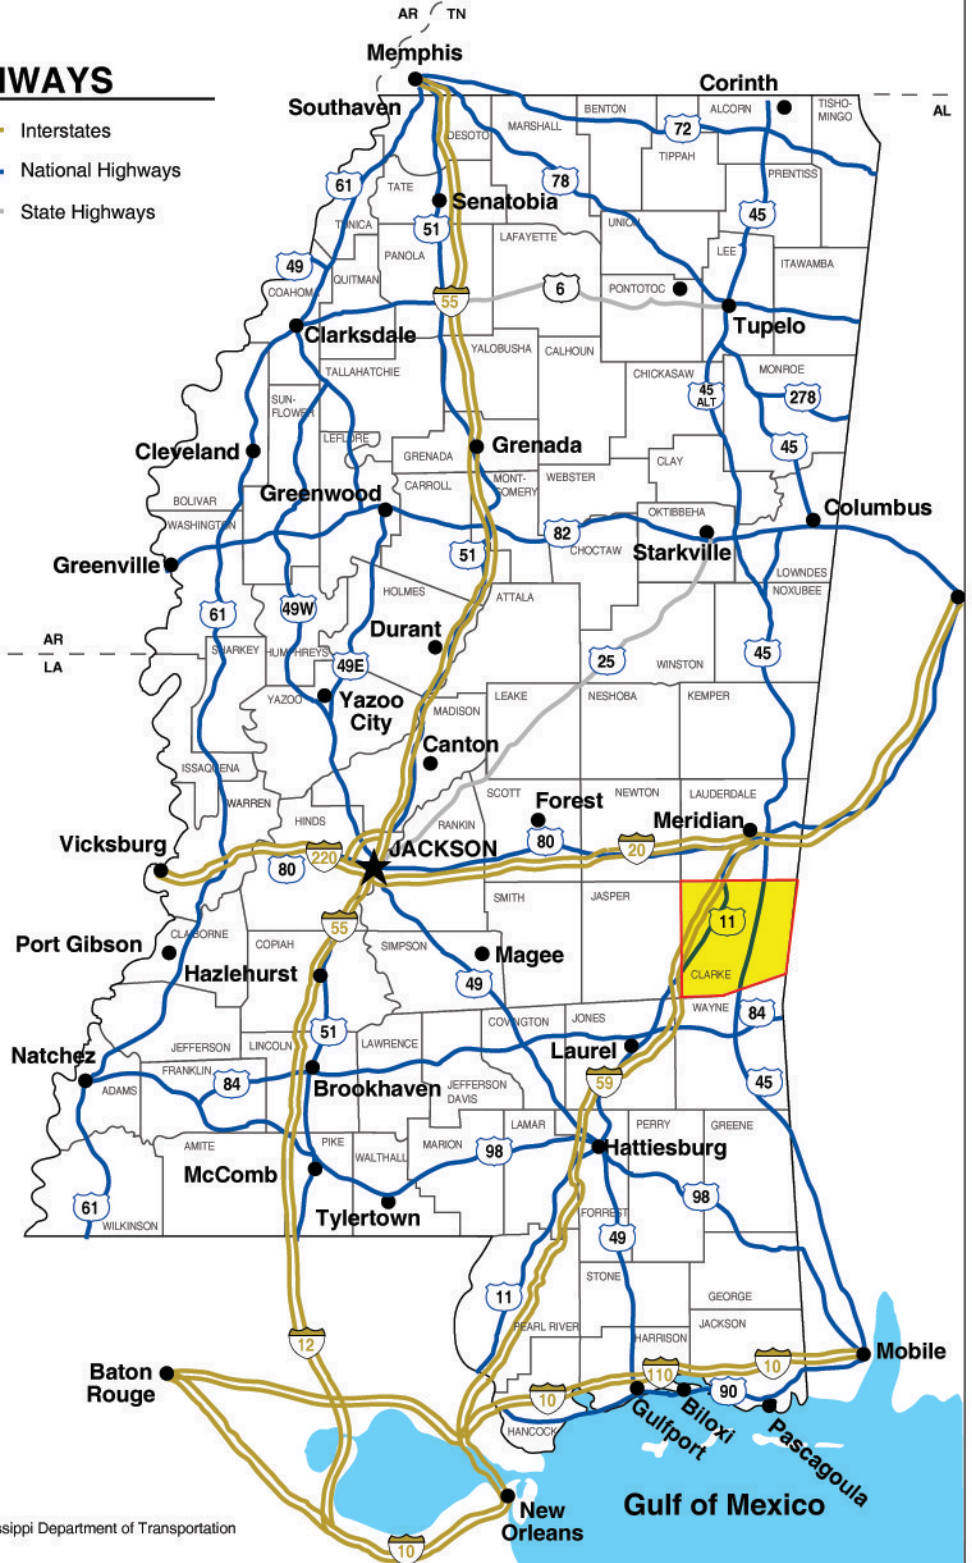 AR TN
Memphis
HWAYS
Corinth
Southaven
Interstates
National Highways
State Highways
AL
BENTON
ALCORN
TISHO-
MINGO
MARSHALL
DESOTO
72
TIPPAH
PRENTISS
61
TATE
78
Senatobia
51
45
TUNICA
UNION
LAFAYETTE
LEE
PANOLA
ITAWAMBA
49
QUITMAN
COAHOMA
6
PONTOTOC
55
Tupelo
Clarksdale
YALOBUSHA
CALHOUN
TALLAHATCHIE
CHICKASAW
MONROE
45
ALT
278
SUN-
FLOWER
LEFLORE
Cleveland
Grenada
45
GRENADA
CLAY
CARROLL
MONT-
GOMERY
WEBSTER
Greenwood
BOLIVAR
OKTIBBEHA
Columbus
WASHINGTON
82
51
CHOCTAW
Starkville
Greenville
LOWNDES
HOLMES
ATTALA
NOXUBEE
61
49W
Durant
AR
LA
SHARKEY
HUMPHREYS
49E
25
WINSTON
45
YAZOO
Yazoo
City
LEAKE
NESHOBA
KEMPER
MADISON
Canton
ISSAQUENA
SCOTT
NEWTON
LAUDERDALE
WARREN
Forest
HINDS
RANKIN
Meridian
Vicksburg
JACKSON
80
20
220
80
SMITH
JASPER
55
11
CLAIBORNE
Port Gibson
COPIAH
SIMPSON
Magee
Hazlehurst
CLARKE
49
WAYNE
84
COVINGTON
JONES
51
Natchez
JEFFERSON
LINCOLN
LAWRENCE
Laurel
FRANKLIN
84
59
45
ADAMS
Brookhaven
JEFFERSON
DAVIS
LAMAR
PERRY
GREENE
AMITE
PIKE
WALTHALL
MARION
98
Hattiesburg
McComb
98
61
WILKINSON
Tylertown
FORREST
49
STONE
11
GEORGE
PEARL RIVER
JACKSON
HARRISON
12
Mobile
10
110
Baton
Rouge
10
90
Biloxi
Gulfport
Pascagoula
HANCOCK
New
Orleans
Gulf of Mexico
ssippi Department of Transportation
10